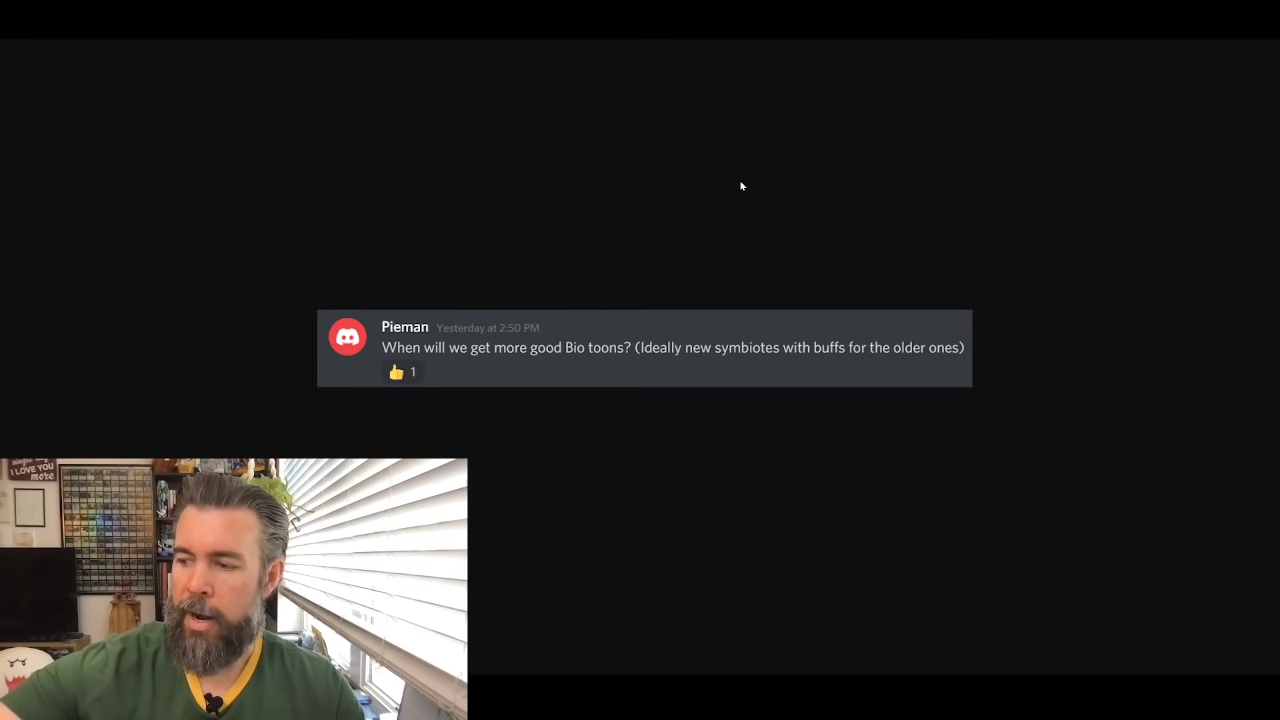 Pieman Yesterday at 2:50 PM
When will we get more good Bio toons? (Ideally new symbiotes with buffs for the older ones)
👍 1
I LOVE YOU
more